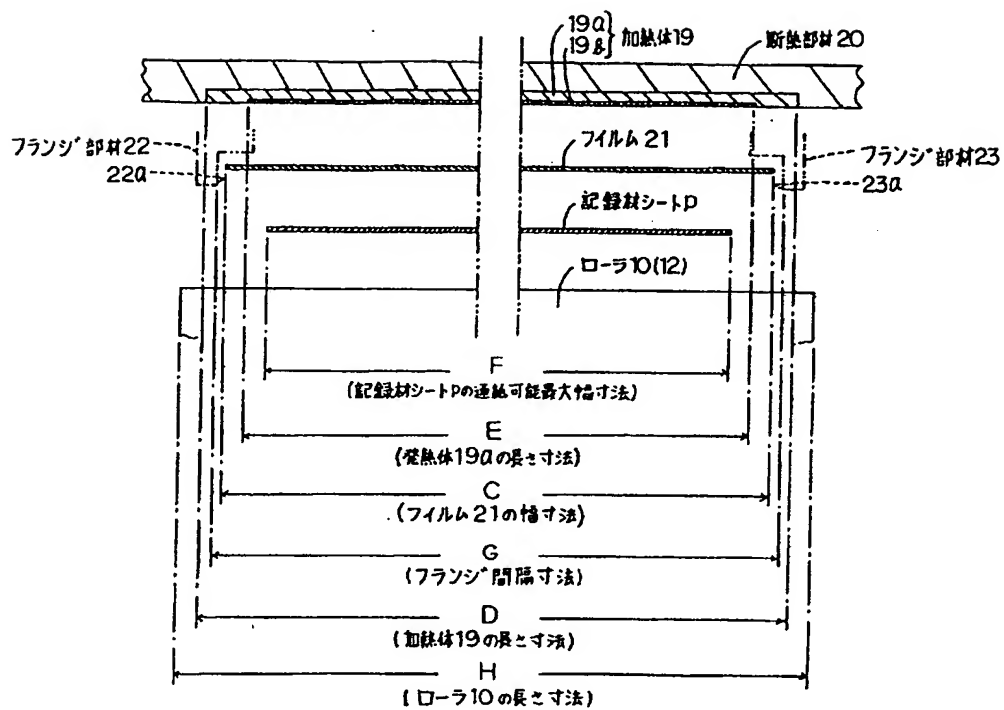 19a
19b } 加熱体19
断熱部材20
フランジ部材22
22a
フイルム21
フランジ部材23
23a
記録材シートP
ローラ10(12)
F
(記録材シートPの通紙可能最大幅寸法)
E
(発熱体19aの長さ寸法)
C
(フイルム21の幅寸法)
G
(フランジ間隔寸法)
D
(加熱体19の長さ寸法)
H
(ローラ10の長さ寸法)